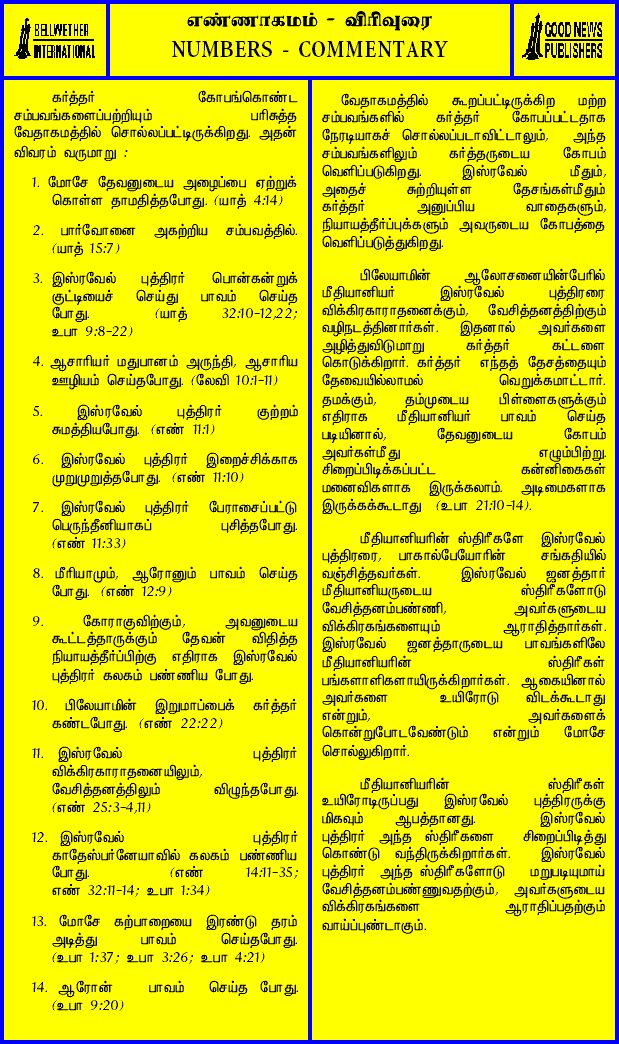 BELLWETHER
INTERNATIONAL
எண்ணாகமம் - விரிவுரை
NUMBERS - COMMENTARY
GOOD NEWS
PUBLISHERS
கர்த்தர் கோபங்கொண்ட
சம்பவங்களைப்பற்றியும் பரிசுத்த
வேதாகமத்தில் சொல்லப்பட்டிருக்கிறது. அதன்
விவரம் வருமாறு :
1. மோசே தேவனுடைய அழைப்பை ஏற்றுக்
கொள்ள தாமதித்தபோது. (யாத் 4:14)
2. பார்வோனை அகற்றிய சம்பவத்தில்.
(யாத் 15:7)
3. இஸ்ரவேல் புத்திரர் பொன்கன்றுக்
குட்டியைச் செய்து பாவம் செய்த
போது. (யாத் 32:10-12,22;
உபா 9:8-22)
4. ஆசாரியர் மதுபானம் அருந்தி, ஆசாரிய
ஊழியம் செய்தபோது. (லேவி 10:1-11)
5. இஸ்ரவேல் புத்திரர் குற்றம்
சுமத்தியபோது. (எண் 11:1)
6. இஸ்ரவேல் புத்திரர் இறைச்சிக்காக
முறுமுறுத்தபோது. (எண் 11:10)
7. இஸ்ரவேல் புத்திரர் பேராசைப்பட்டு
பெருந்தீனியாகப் புசித்தபோது.
(எண் 11:33)
8. மீரியாமும், ஆரோனும் பாவம் செய்த
போது. (எண் 12:9)
9. கோராகுவிற்கும், அவனுடைய
கூட்டத்தாருக்கும் தேவன் விதித்த
நியாயத்தீர்ப்பிற்கு எதிராக இஸ்ரவேல்
புத்திரர் கலகம் பண்ணிய போது.
10. பிலேயாமின் இறுமாப்பைக் கர்த்தர்
கண்டபோது. (எண் 22:22)
11. இஸ்ரவேல் புத்திரர்
விக்கிரகாராதனையிலும்,
வேசித்தனத்திலும் விழுந்தபோது.
(எண் 25:3-4,11)
12. இஸ்ரவேல் புத்திரர்
காதேஸ்பர்னேயாவில் கலகம் பண்ணிய
போது. (எண் 14:11-35;
எண் 32:11-14; உபா 1:34)
13. மோசே கற்பாறையை இரண்டு தரம்
அடித்து பாவம் செய்தபோது.
(உபா 1:37; உபா 3:26; உபா 4:21)
14. ஆரோன் பாவம் செய்த போது.
(உபா 9:20)
வேதாகமத்தில் கூறப்பட்டிருக்கிற மற்ற
சம்பவங்களில் கர்த்தர் கோபப்பட்டதாக
நேரடியாகச் சொல்லப்படாவிட்டாலும், அந்த
சம்பவங்களிலும் கர்த்தருடைய கோபம்
வெளிப்படுகிறது. இஸ்ரவேல் மீதும்,
அதைச் சுற்றியுள்ள தேசங்கள்மீதும்
கர்த்தர் அனுப்பிய வாதைகளும்,
நியாயத்தீர்ப்புக்களும் அவருடைய கோபத்தை
வெளிப்படுத்துகிறது.
பிலேயாமின் ஆலோசனையின்பேரில்
மீதியானியர் இஸ்ரவேல் புத்திரரை
விக்கிரகாராதனைக்கும், வேசித்தனத்திற்கும்
வழிநடத்தினார்கள். இதனால் அவர்களை
அழித்துவிடுமாறு கர்த்தர் கட்டளை
கொடுக்கிறார். கர்த்தர் எந்தத் தேசத்தையும்
தேவையில்லாமல் வெறுக்கமாட்டார்.
தமக்கும், தம்முடைய பிள்ளைகளுக்கும்
எதிராக மீதியானியர் பாவம் செய்த
படியினால், தேவனுடைய கோபம்
அவர்கள்மீது எழும்பிற்று.
சிறைப்பிடிக்கப்பட்ட கன்னிகைகள்
மனைவிகளாக இருக்கலாம். அடிமைகளாக
இருக்கக்கூடாது (உபா 21:10-14).
மீதியானியரின் ஸ்திரீகளே இஸ்ரவேல்
புத்திரரை, பாகால்பேயோரின் சங்கதியில்
வஞ்சித்தவர்கள். இஸ்ரவேல் ஜனத்தார்
மீதியானியருடைய ஸ்திரீகளோடு
வேசித்தனம்பண்ணி, அவர்களுடைய
விக்கிரகங்களையும் ஆராதித்தார்கள்.
இஸ்ரவேல் ஜனத்தாருடைய பாவங்களிலே
மீதியானியரின் ஸ்திரீகள்
பங்காளிகளாயிருக்கிறார்கள். ஆகையினால்
அவர்களை உயிரோடு விடக்கூடாது
என்றும், அவர்களைக்
கொன்றுபோடவேண்டும் என்றும் மோசே
சொல்லுகிறார்.
மீதியானியரின் ஸ்திரீகள்
உயிரோடிருப்பது இஸ்ரவேல் புத்திரருக்கு
மிகவும் ஆபத்தானது. இஸ்ரவேல்
புத்திரர் அந்த ஸ்திரீகளை சிறைப்பிடித்து
கொண்டு வந்திருக்கிறார்கள். இஸ்ரவேல்
புத்திரர் அந்த ஸ்திரீகளோடு மறுபடியுமாய்
வேசித்தனம்பண்ணுவதற்கும், அவர்களுடைய
விக்கிரகங்களை ஆராதிப்பதற்கும்
வாய்ப்புண்டாகும்.